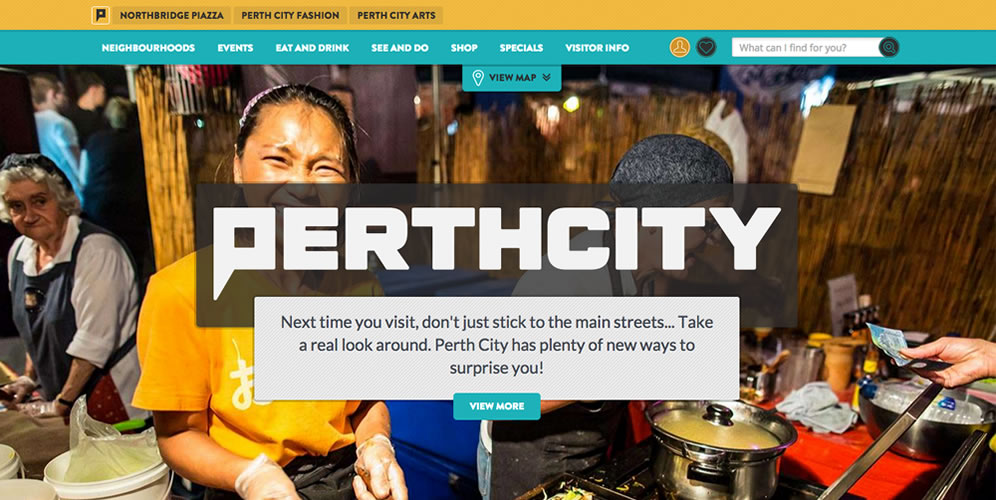 NORTHBRIDGE PIAZZA PERTH CITY FASHION PERTH CITY ARTS
NEIGHBOURHOODS EVENTS EAT AND DRINK SEE AND DO SHOP SPECIALS VISITOR INFO What can I find for you?
VIEW MAP
PERTHCITY
Next time you visit, don't just stick to the main streets... Take
a real look around. Perth City has plenty of new ways to
surprise you!
VIEW MORE